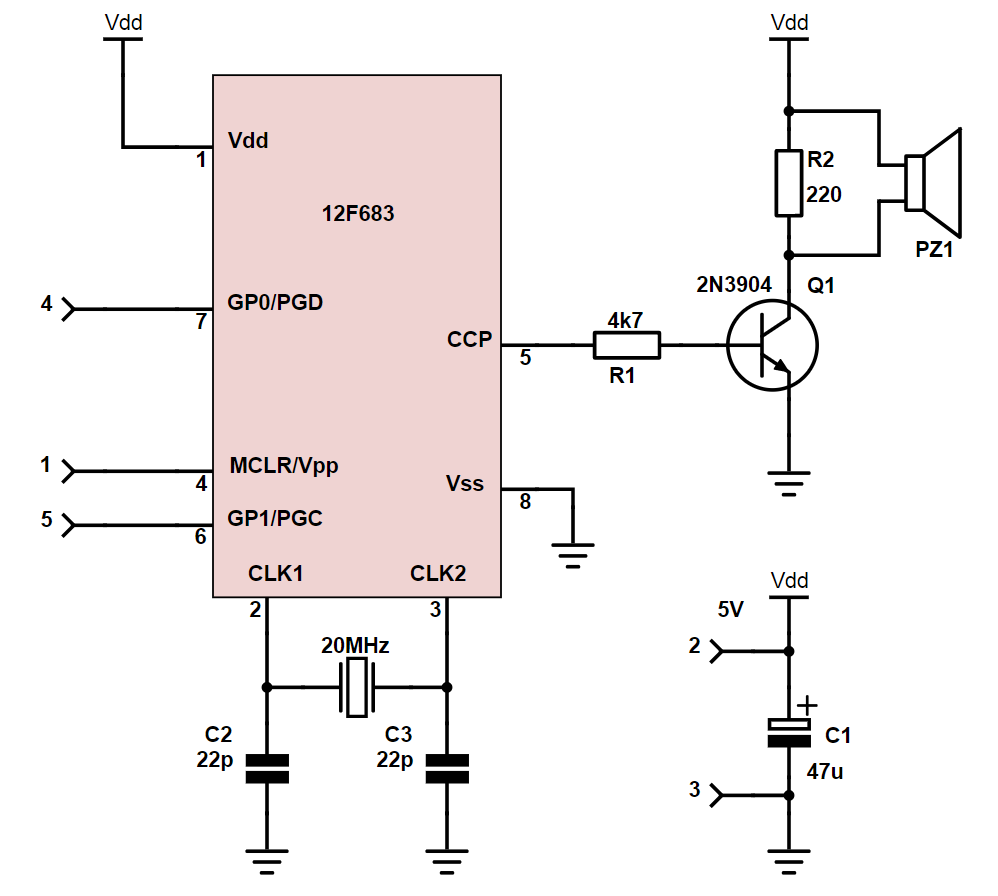 Vdd
Vdd
Vdd
1
12F683
R2
220
PZ1
4
GP0/PGD
7
2N3904
Q1
CCP
5
4k7
R1
1
MCLR/Vpp
4
Vss
8
5
GP1/PGC
6
CLK1
CLK2
2
3
20MHz
C2
22p
C3
22p
Vdd
5V
2
+
C1
47u
3